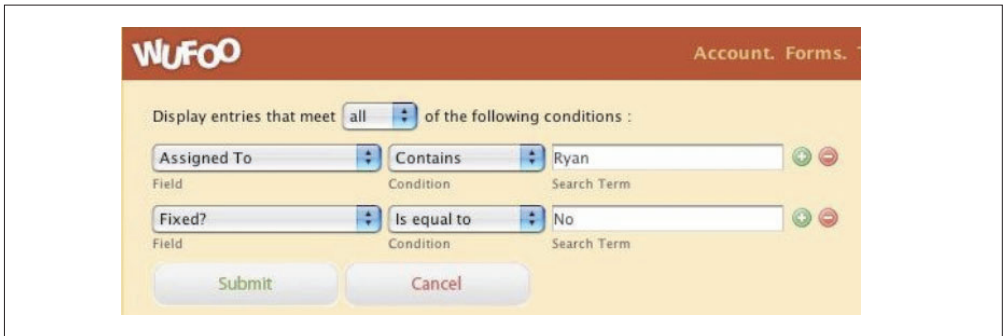 WUFOO
Account. Forms.
Display entries that meet all of the following conditions :
Assigned To Contains Ryan
Field Condition Search Term
Fixed? Is equal to No
Field Condition Search Term
Submit Cancel